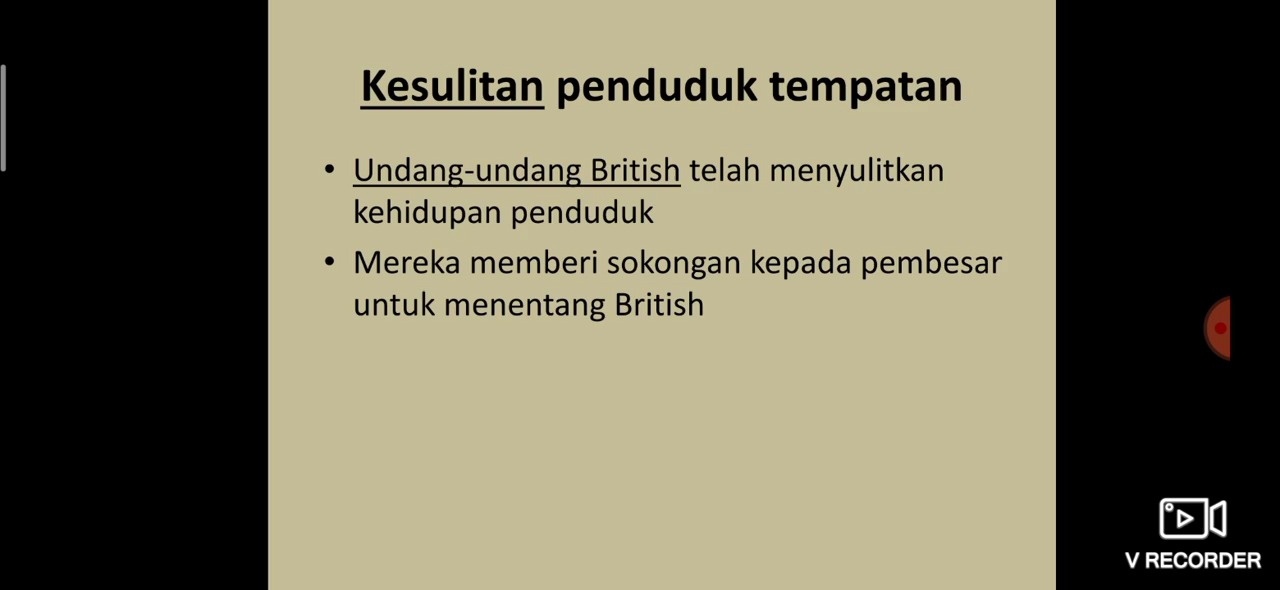 Kesulitan penduduk tempatan
• Undang-undang British telah menyulitkan
kehidupan penduduk
• Mereka memberi sokongan kepada pembesar
untuk menentang British
V RECORDER